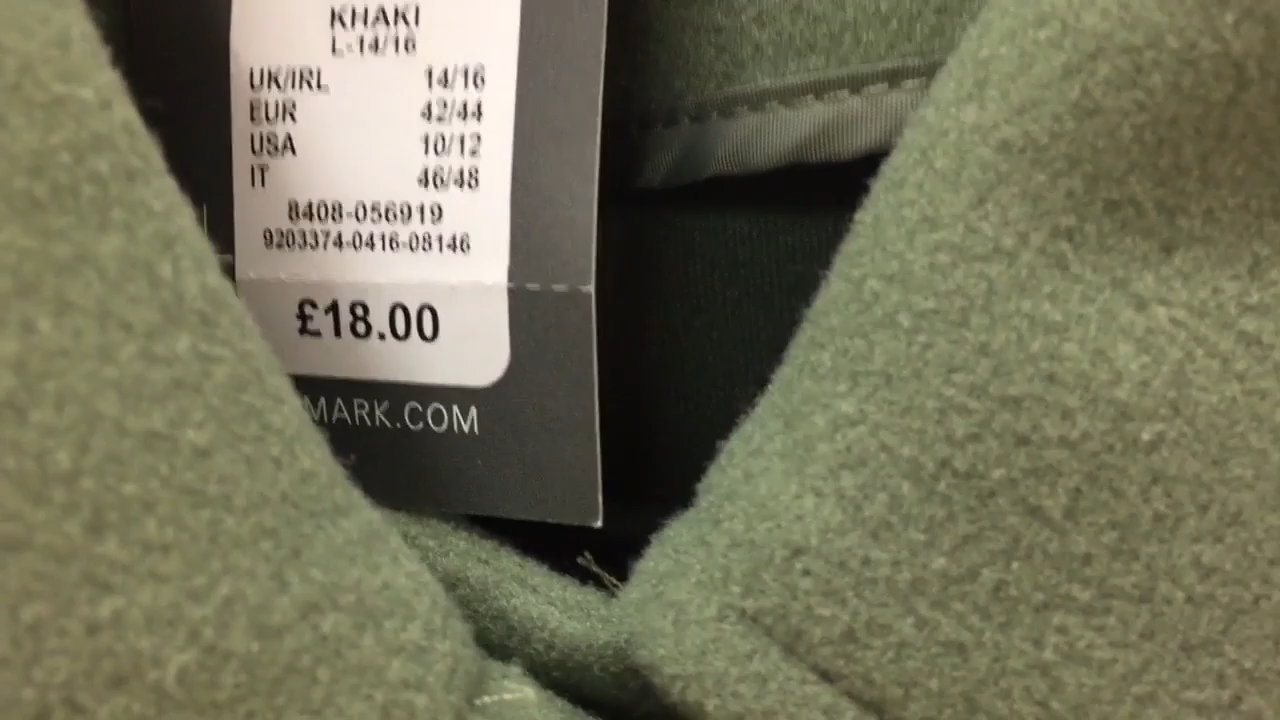 KHAKI
L-14/16
UK/IRL 14/16
EUR 42/44
USA 10/12
IT 46/48
8408-056919
9203374-0416-08146
£18.00
MARK.COM